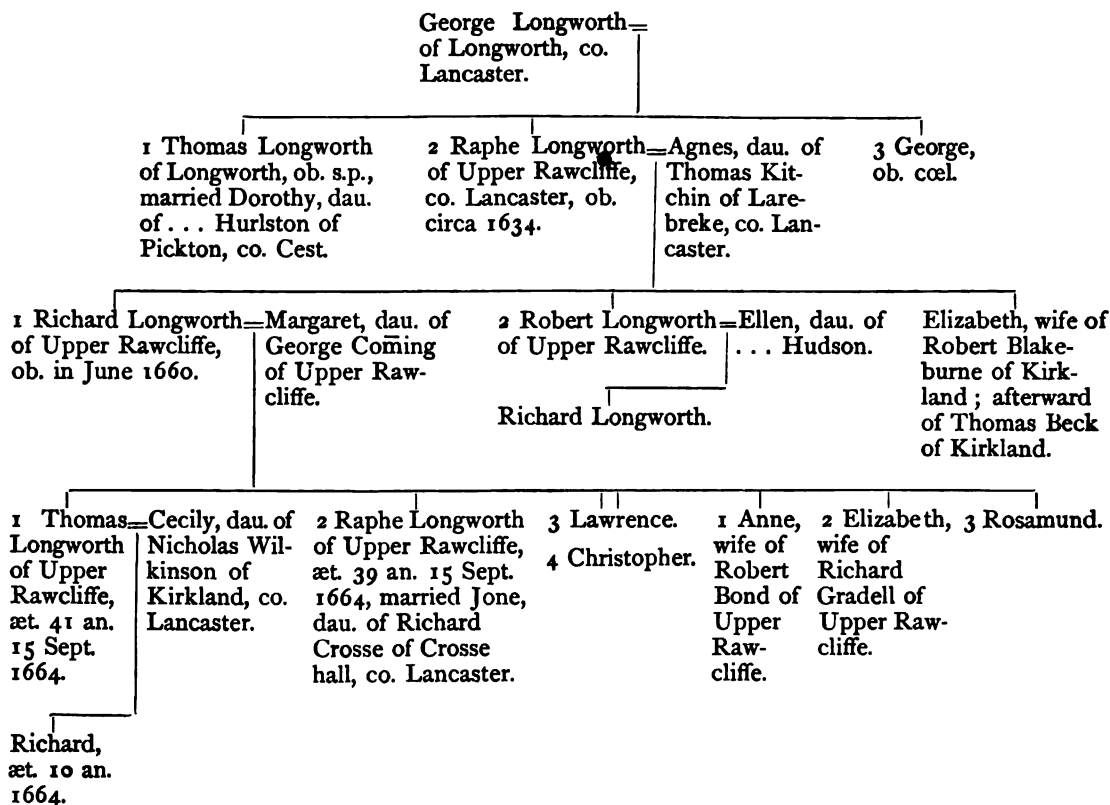 George Longworth=
of Longworth, co.
Lancaster.
1 Thomas Longworth
of Longworth, ob. s.p.,
married Dorothy, dau.
of . . . Hurlston of
Pickton, co. Cest.
2 Raphe Longworth=
of Upper Rawcliffe,
co. Lancaster, ob.
circa 1634.
Agnes, dau. of
Thomas Kit-
chin of Lare-
breke, co. Lan-
caster.
3 George,
ob. cœl.
1 Richard Longworth=
of Upper Rawcliffe,
ob. in June 1660.
Margaret, dau. of
George Com̅ing
of Upper Raw-
cliffe.
2 Robert Longworth=
of Upper Rawcliffe.
Ellen, dau. of
. . . Hudson.
Richard Longworth.
Elizabeth, wife of
Robert Blake-
burne of Kirk-
land ; afterward
of Thomas Beck
of Kirkland.
1 Thomas=
Longworth
of Upper
Rawcliffe,
æt. 41 an.
15 Sept.
1664.
Cecily, dau. of
Nicholas Wil-
kinson of
Kirkland, co.
Lancaster.
2 Raphe Longworth
of Upper Rawcliffe,
æt. 39 an. 15 Sept.
1664, married Jone,
dau. of Richard
Crosse of Crosse
hall, co. Lancaster.
3 Lawrence.
4 Christopher.
1 Anne,
wife of
Robert
Bond of
Upper
Raw-
cliffe.
2 Elizabeth,
wife of
Richard
Gradell of
Upper Raw-
cliffe.
3 Rosamund.
Richard,
æt. 10 an.
1664.